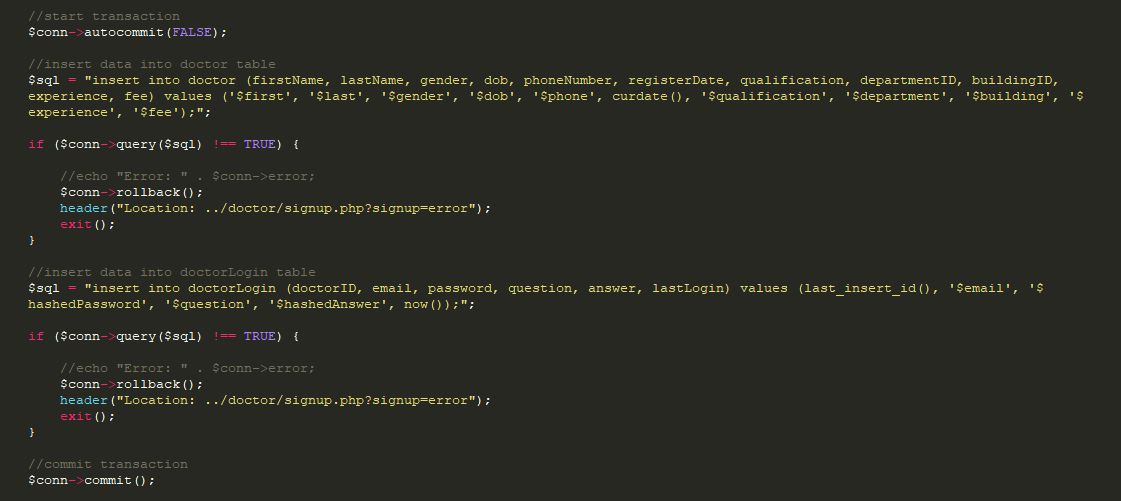 //start transaction
$conn->autocommit(FALSE);
//insert data into doctor table
$sql = "insert into doctor (firstName, lastName, gender, dob, phoneNumber, registerDate, qualification, departmentID, buildingID,
experience, fee) values ('$first', '$last', '$gender', '$dob', '$phone', curdate(), '$qualification', '$department', '$building', '$
experience', '$fee');";
if ($conn->query($sql) !== TRUE) {
//echo "Error: " . $conn->error;
$conn->rollback();
header("Location: ../doctor/signup.php?signup=error");
exit();
}
//insert data into doctorLogin table
$sql = "insert into doctorLogin (doctorID, email, password, question, answer, lastLogin) values (last_insert_id(), '$email', '$
hashedPassword', '$question', '$hashedAnswer', now());";
if ($conn->query($sql) !== TRUE) {
//echo "Error: " . $conn->error;
$conn->rollback();
header("Location: ../doctor/signup.php?signup=error");
exit();
}
//commit transaction
$conn->commit();